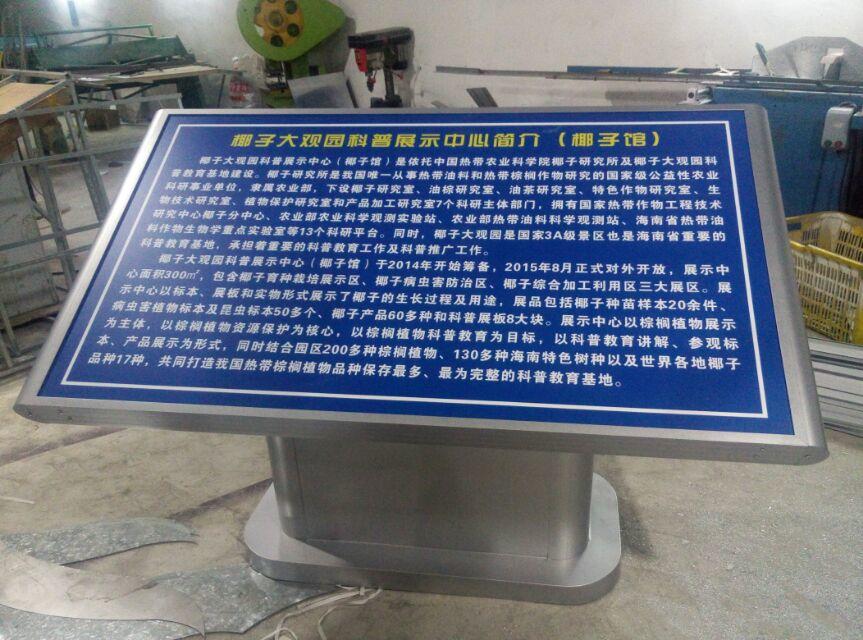 椰子大观园科普展示中心简介（椰子馆）
椰子大观园科普展示中心（椰子馆）是依托中国热带农业科学院椰子研究所及椰子大观园科
普教育基地建设。椰子研究所是我国唯一从事热带油料和热带棕榈作物研究的国家级公益性农业
科研事业单位，隶属农业部，下设椰子研究室、油棕研究室、油茶研究室、特色作物研究室、生
物技术研究室、植物保护研究室和产品加工研究室7个科研主体部门，拥有国家热带作物工程技术
研究中心椰子分中心、农业部农业科学观测实验站、农业部热带油料科学观测站、海南省热带油
料作物生物学重点实验室等13个科研平台。同时，椰子大观园是国家3A级景区也是海南省重要的
科普教育基地，承担着重要的科普教育工作及科普推广工作。
椰子大观园科普展示中心（椰子馆）于2014年开始筹备，2015年8月正式对外开放，展示中
心面积300㎡，包含椰子育种栽培展示区、椰子病虫害防治区、椰子综合加工利用区三大展区。展
示中心以标本、展板和实物形式展示了椰子的生长过程及用途，展品包括椰子种苗样本20余件、
病虫害植物标本及昆虫标本50多个、椰子产品60多种和科普展板8大块。展示中心以棕榈植物展示
为主体，以棕榈植物资源保护为核心，以棕榈植物科普教育为目标，以科普教育讲解、参观标
本、产品展示为形式，同时结合园区200多种棕榈植物、130多种海南特色树种以及世界各地椰子
品种17种，共同打造我国热带棕榈植物品种保存最多、最为完整的科普教育基地。